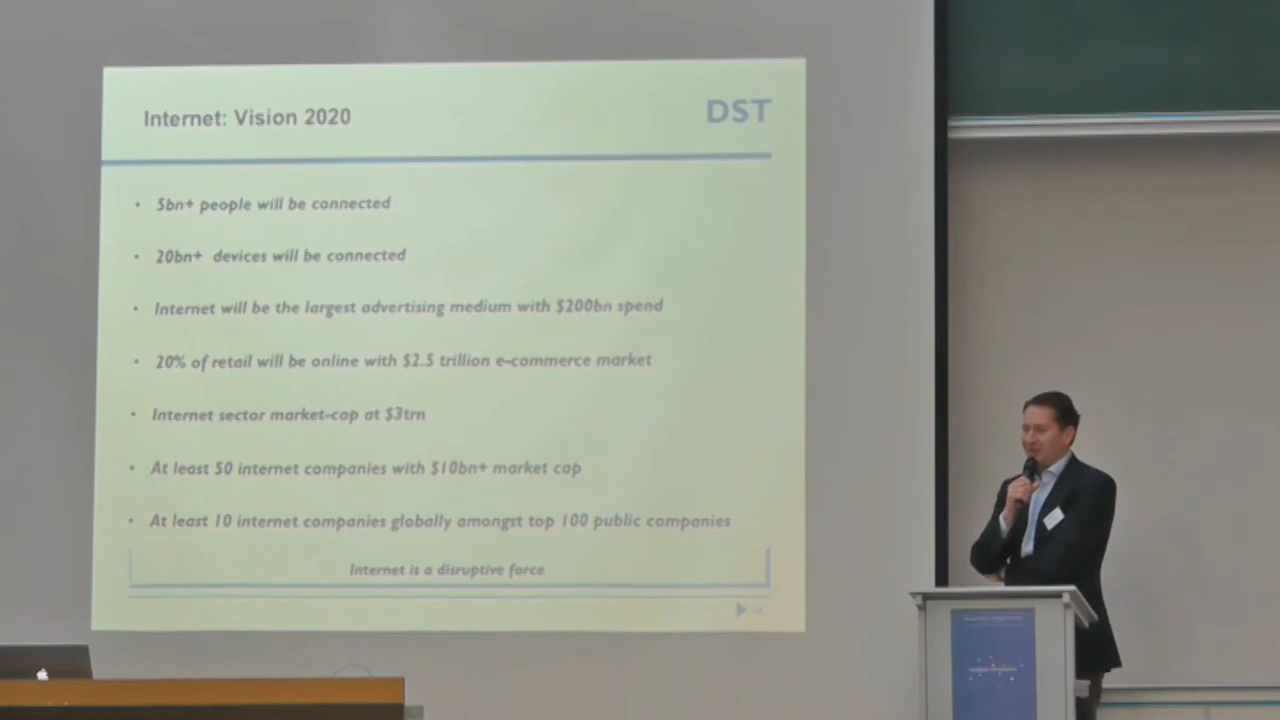 Internet: Vision 2020
DST
• 5bn+ people will be connected
• 20bn+ devices will be connected
• Internet will be the largest advertising medium with $200bn spend
• 20% of retail will be online with $2.5 trillion e-commerce market
• Internet sector market-cap at $3trn
• At least 50 internet companies with $10bn+ market cap
• At least 10 internet companies globally amongst top 100 public companies
Internet is a disruptive force